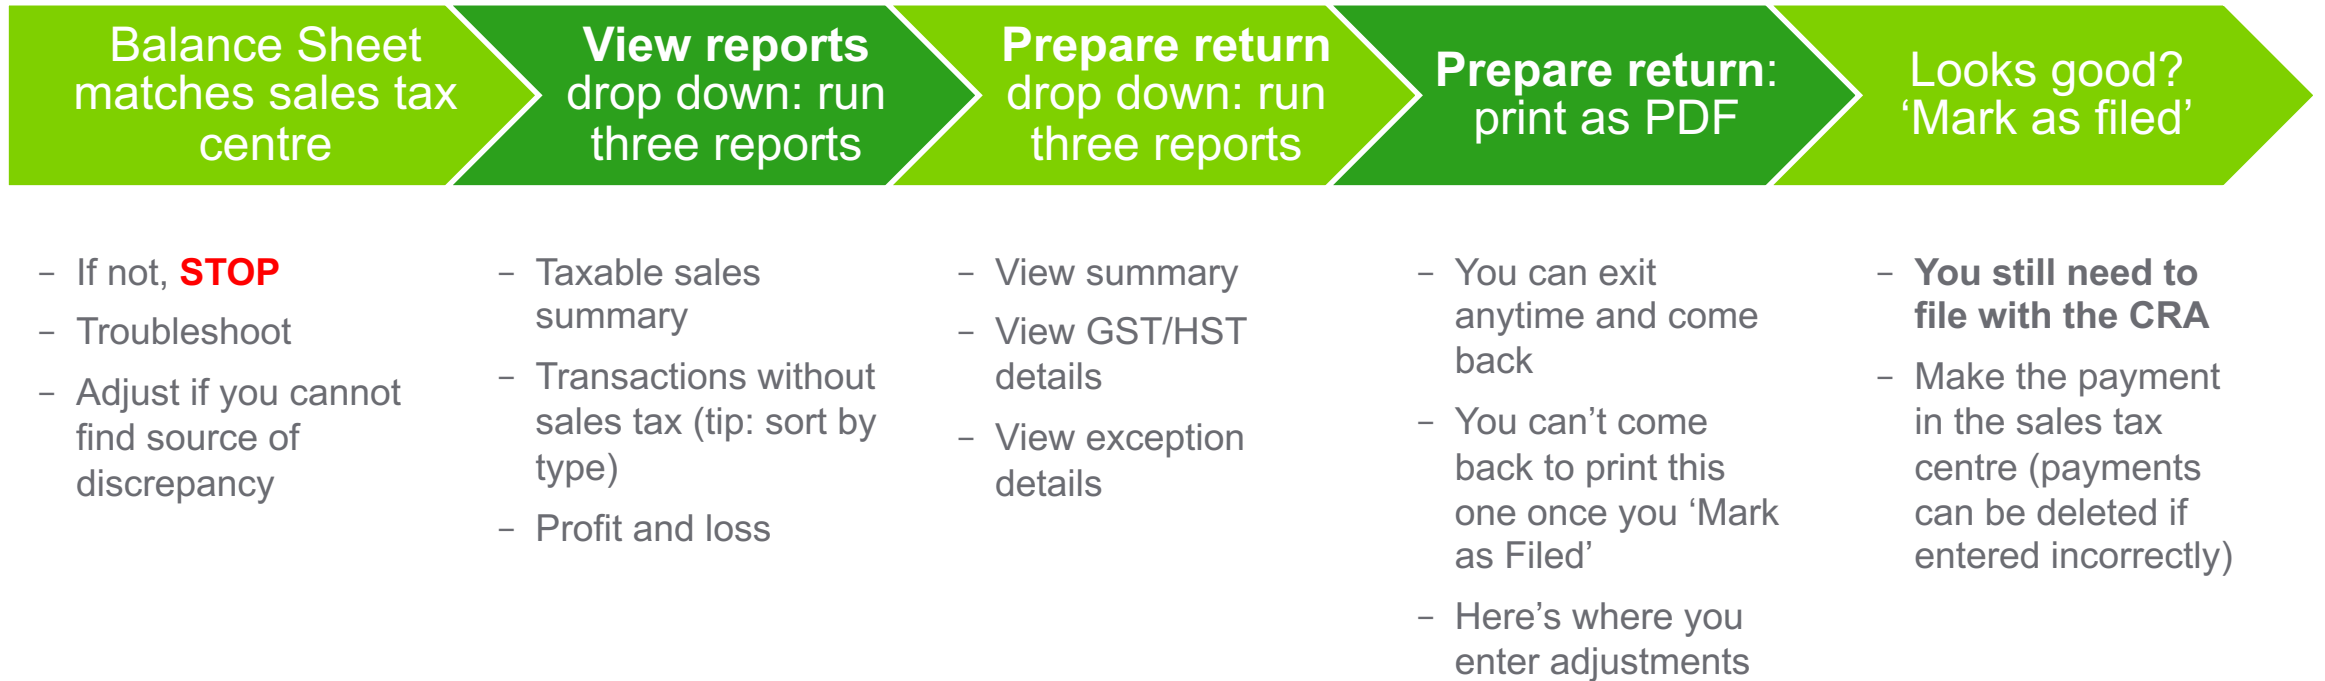 Balance Sheet
matches sales tax
centre
View reports
drop down: run
three reports
Prepare return
drop down: run
three reports
Prepare return:
print as PDF
Looks good?
‘Mark as filed’
– If not, STOP
– Troubleshoot
– Adjust if you cannot
find source of
discrepancy
– Taxable sales
summary
– Transactions without
sales tax (tip: sort by
type)
– Profit and loss
– View summary
– View GST/HST
details
– View exception
details
– You can exit
anytime and come
back
– You can’t come
back to print this
one once you ‘Mark
as Filed’
– Here’s where you
enter adjustments
– You still need to
file with the CRA
– Make the payment
in the sales tax
centre (payments
can be deleted if
entered incorrectly)